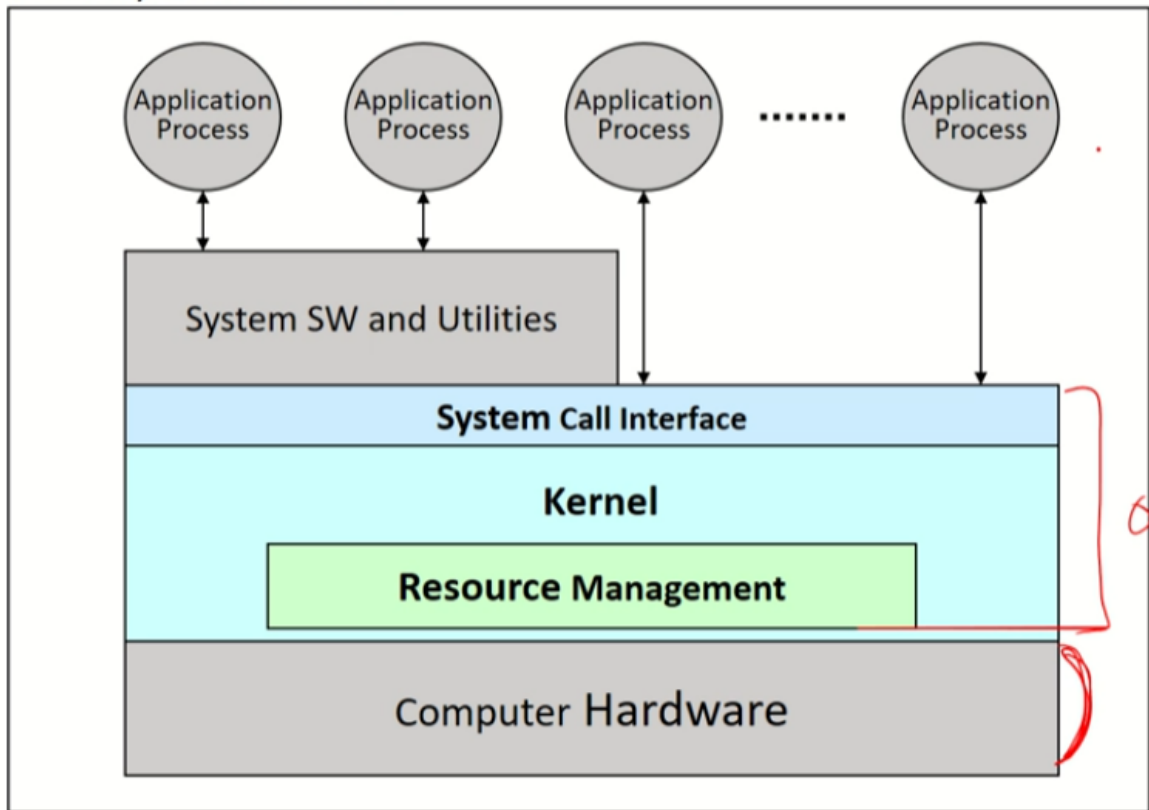 Application
Process
Application
Process
Application
Process
.......
Application
Process
System SW and Utilities
System Call Interface
Kernel
Resource Management
Computer Hardware